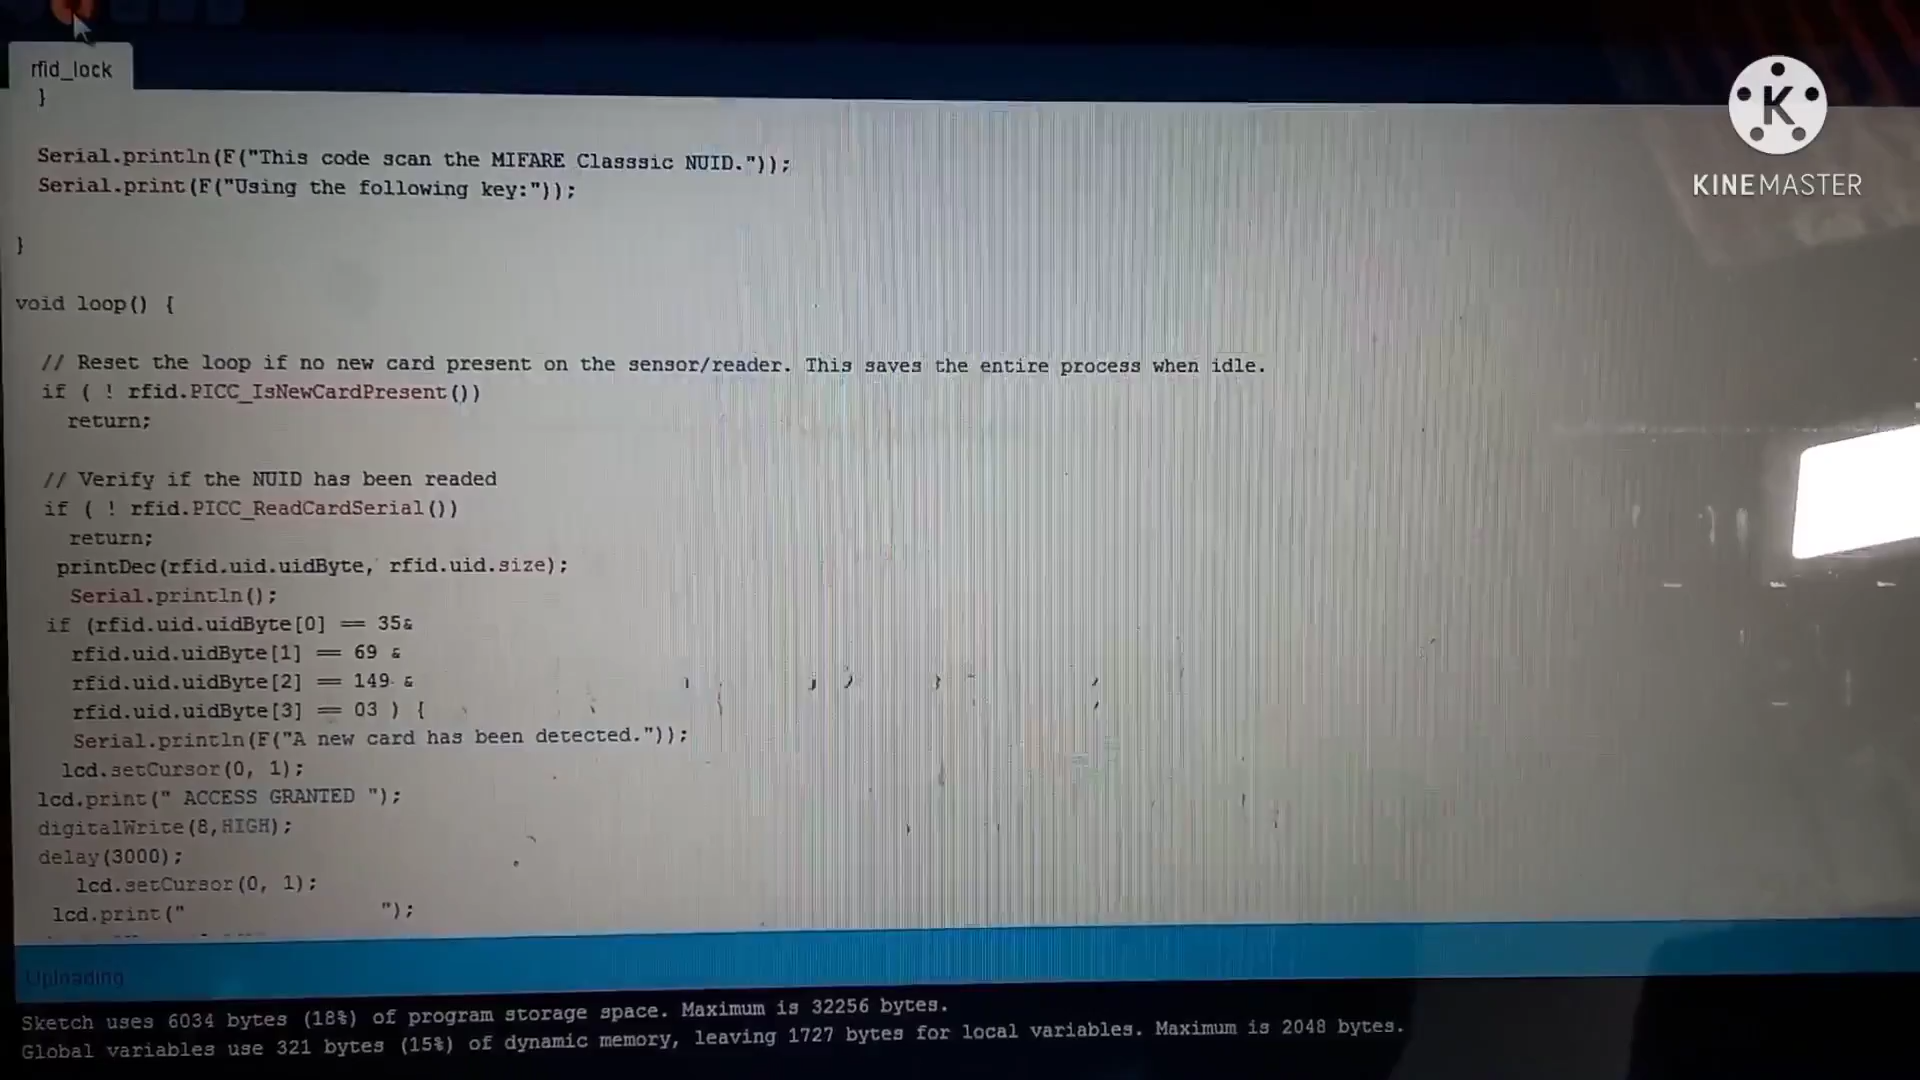 rfid_lock
}
K
KINEMASTER
Serial.println(F("This code scan the MIFARE Classsic NUID."));
Serial.print(F("Using the following key:"));
}
void loop() {
// Reset the loop if no new card present on the sensor/reader. This saves the entire process when idle.
if ( ! rfid.PICC_IsNewCardPresent())
return;
// Verify if the NUID has been readed
if ( ! rfid.PICC_ReadCardSerial())
return;
printDec(rfid.uid.uidByte, rfid.uid.size);
Serial.println();
if (rfid.uid.uidByte[0] == 35&
rfid.uid.uidByte[1] == 69 &
rfid.uid.uidByte[2] == 149 &
rfid.uid.uidByte[3] == 03 ) {
Serial.println(F("A new card has been detected."));
lcd.setCursor(0, 1);
lcd.print(" ACCESS GRANTED ");
digitalWrite(8,HIGH);
delay(3000);
lcd.setCursor(0, 1);
lcd.print("                ");
Uploading
Sketch uses 6034 bytes (18%) of program storage space. Maximum is 32256 bytes.
Global variables use 321 bytes (15%) of dynamic memory, leaving 1727 bytes for local variables. Maximum is 2048 bytes.